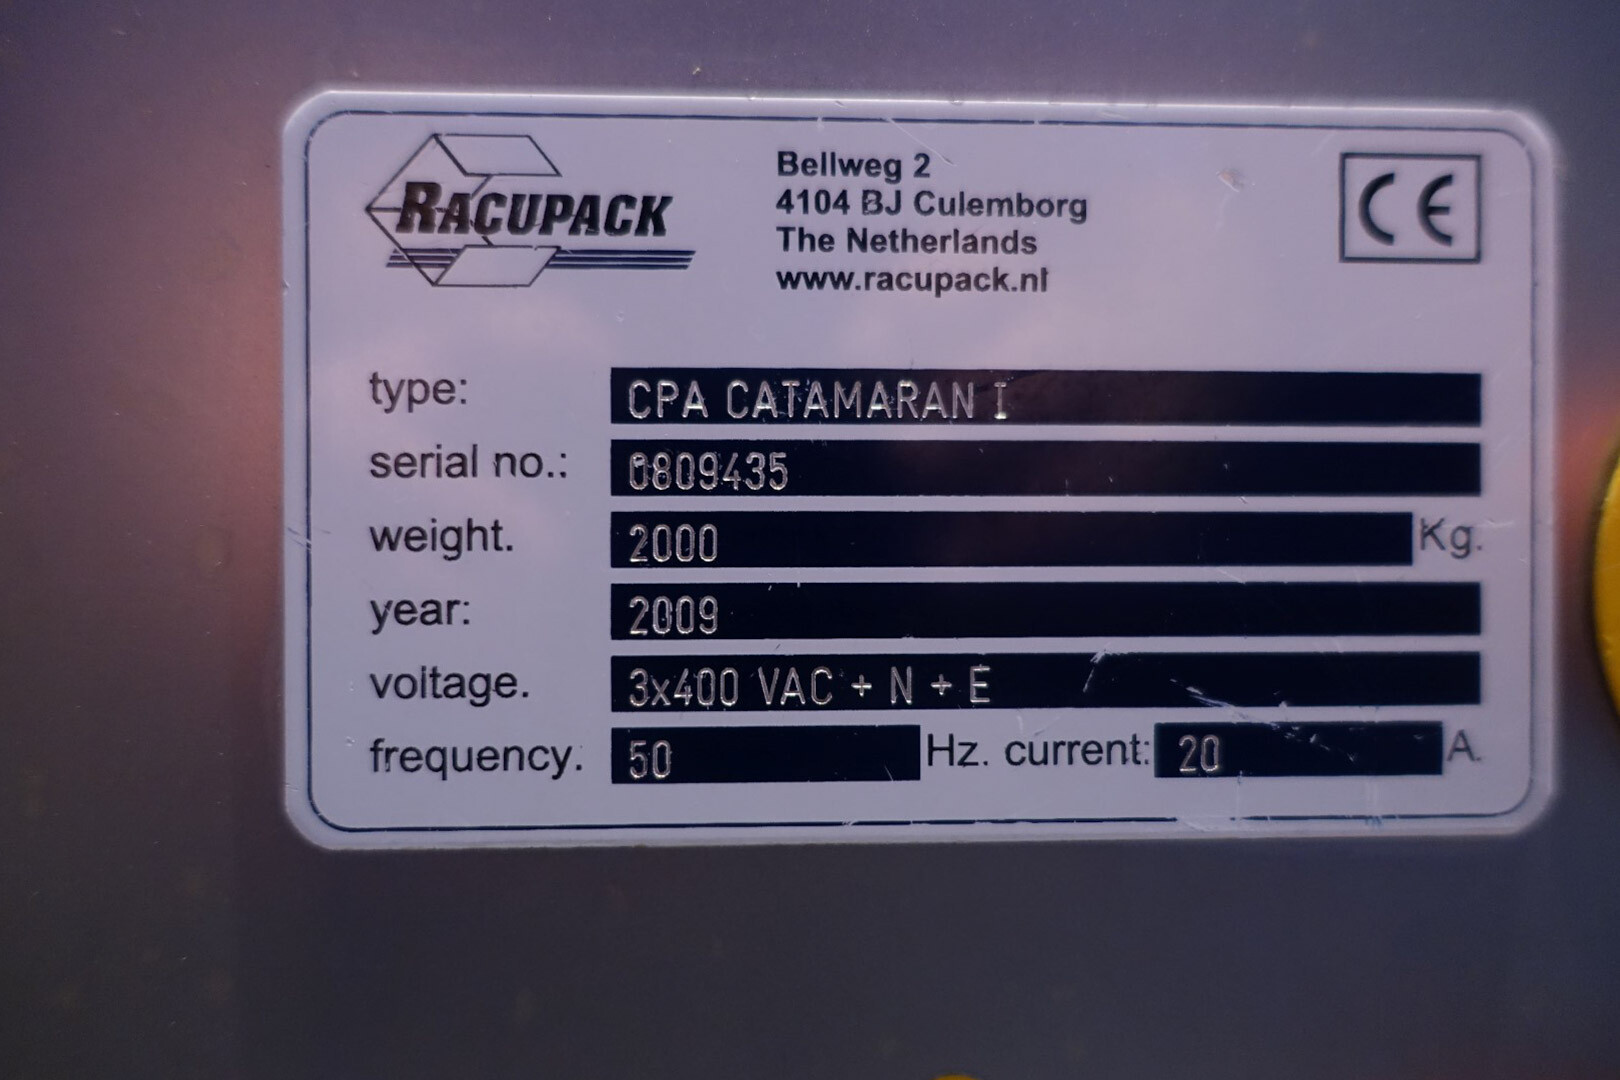 RACUPACK
Bellweg 2
4104 BJ Culemborg
The Netherlands
www.racupack.nl
CE
type: CPA CATAMARAN I
serial no.: 0809435
weight. 2000 Kg.
year: 2009
voltage. 3x400 VAC + N + E
frequency. 50 Hz. current: 20 A.